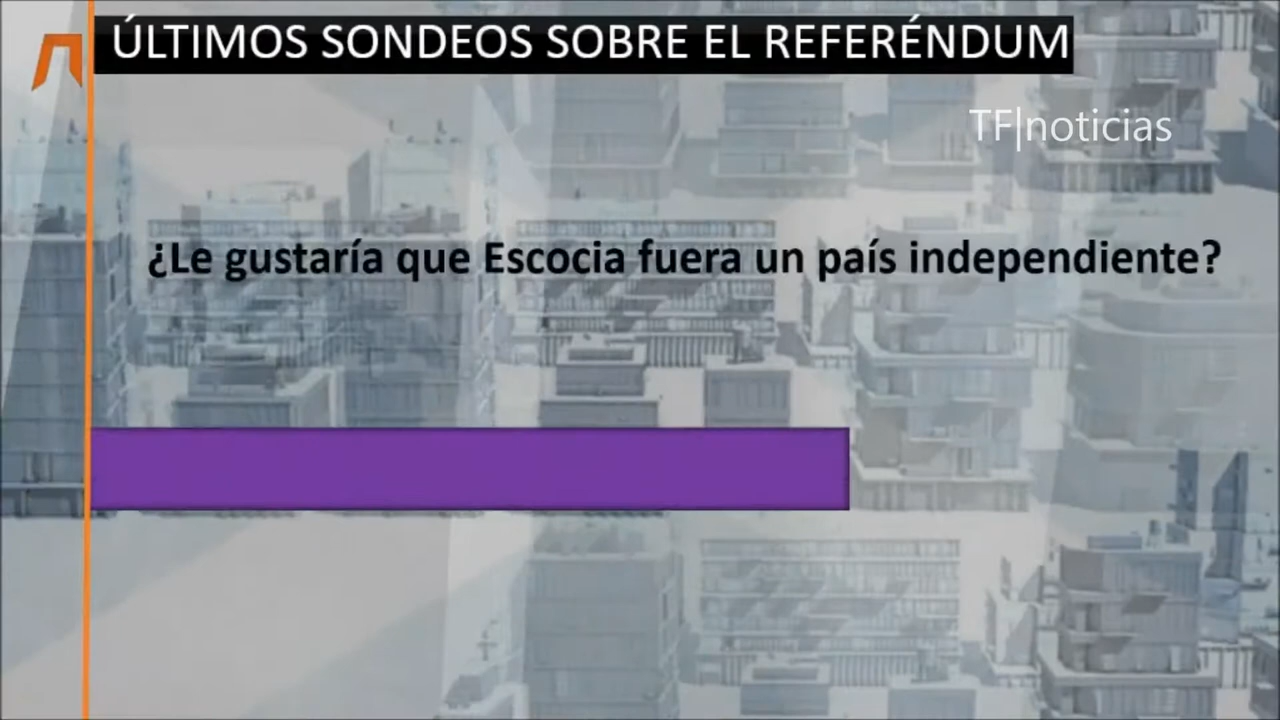 ÚLTIMOS SONDEOS SOBRE EL REFERÉNDUM
TF|noticias
¿Le gustaría que Escocia fuera un país independiente?